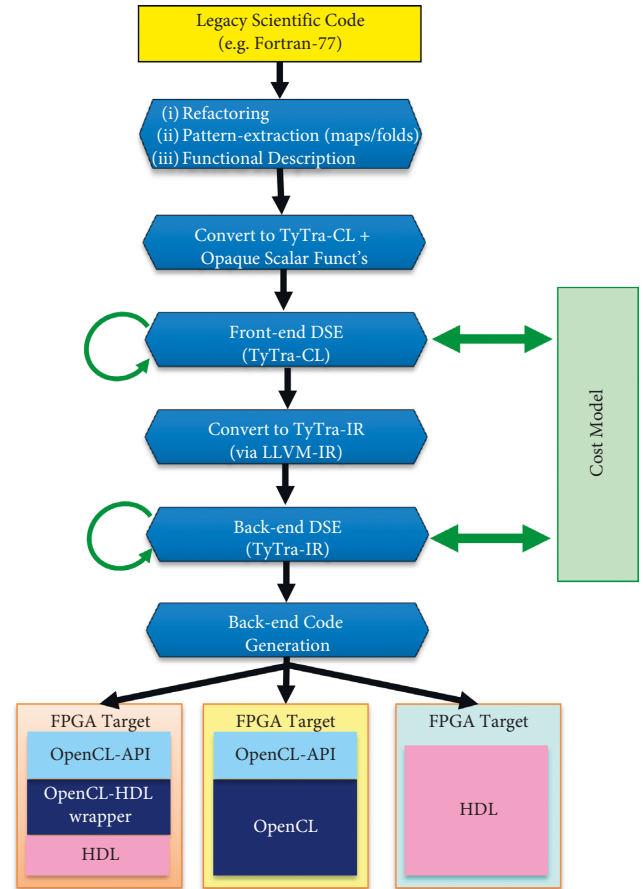 Legacy Scientific Code
(e.g. Fortran-77)
(i) Refactoring
(ii) Pattern-extraction (maps/folds)
(iii) Functional Description
Convert to TyTra-CL +
Opaque Scalar Funct's
Front-end DSE
(TyTra-CL)
Cost Model
Convert to TyTra-IR
(via LLVM-IR)
Back-end DSE
(TyTra-IR)
Back-end Code
Generation
FPGA Target
OpenCL-API
OpenCL-HDL
wrapper
HDL
FPGA Target
OpenCL-API
OpenCL
FPGA Target
HDL